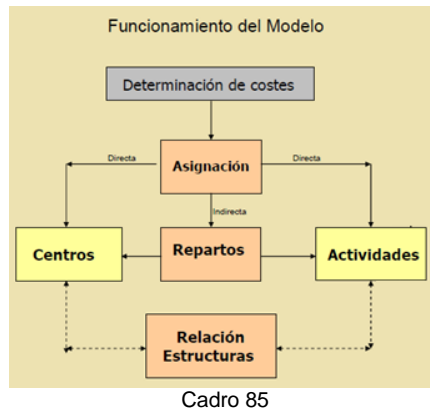 Funcionamiento del Modelo
Determinación de costes
Directa
Asignación
Directa
Indirecta
Centros
Repartos
Actividades
Relación
Estructuras
Cadro 85